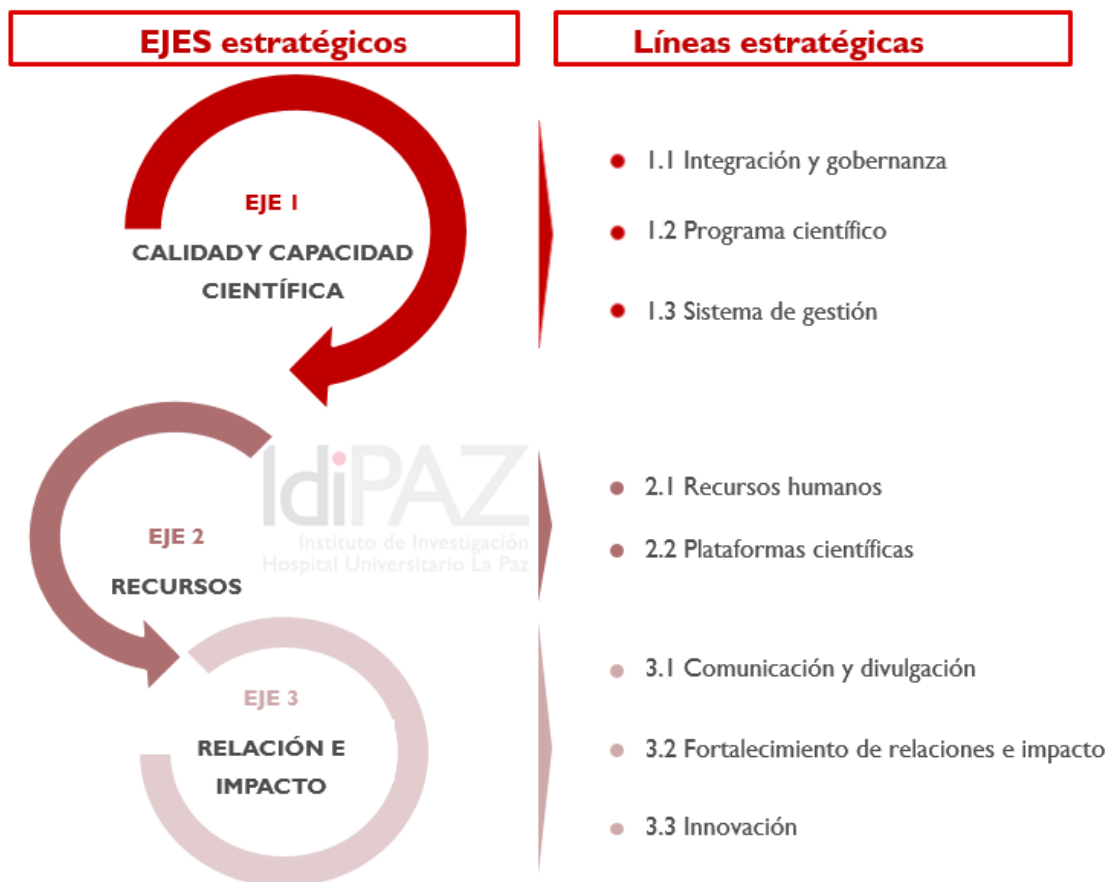 EJES estratégicos
Líneas estratégicas
EJE 1
CALIDAD Y CAPACIDAD
CIENTÍFICA
1.1 Integración y gobernanza
1.2 Programa científico
1.3 Sistema de gestión
IdiPAZ
Instituto de Investigación
Hospital Universitario La Paz
EJE 2
RECURSOS
2.1 Recursos humanos
2.2 Plataformas científicas
EJE 3
RELACIÓN E
IMPACTO
3.1 Comunicación y divulgación
3.2 Fortalecimiento de relaciones e impacto
3.3 Innovación